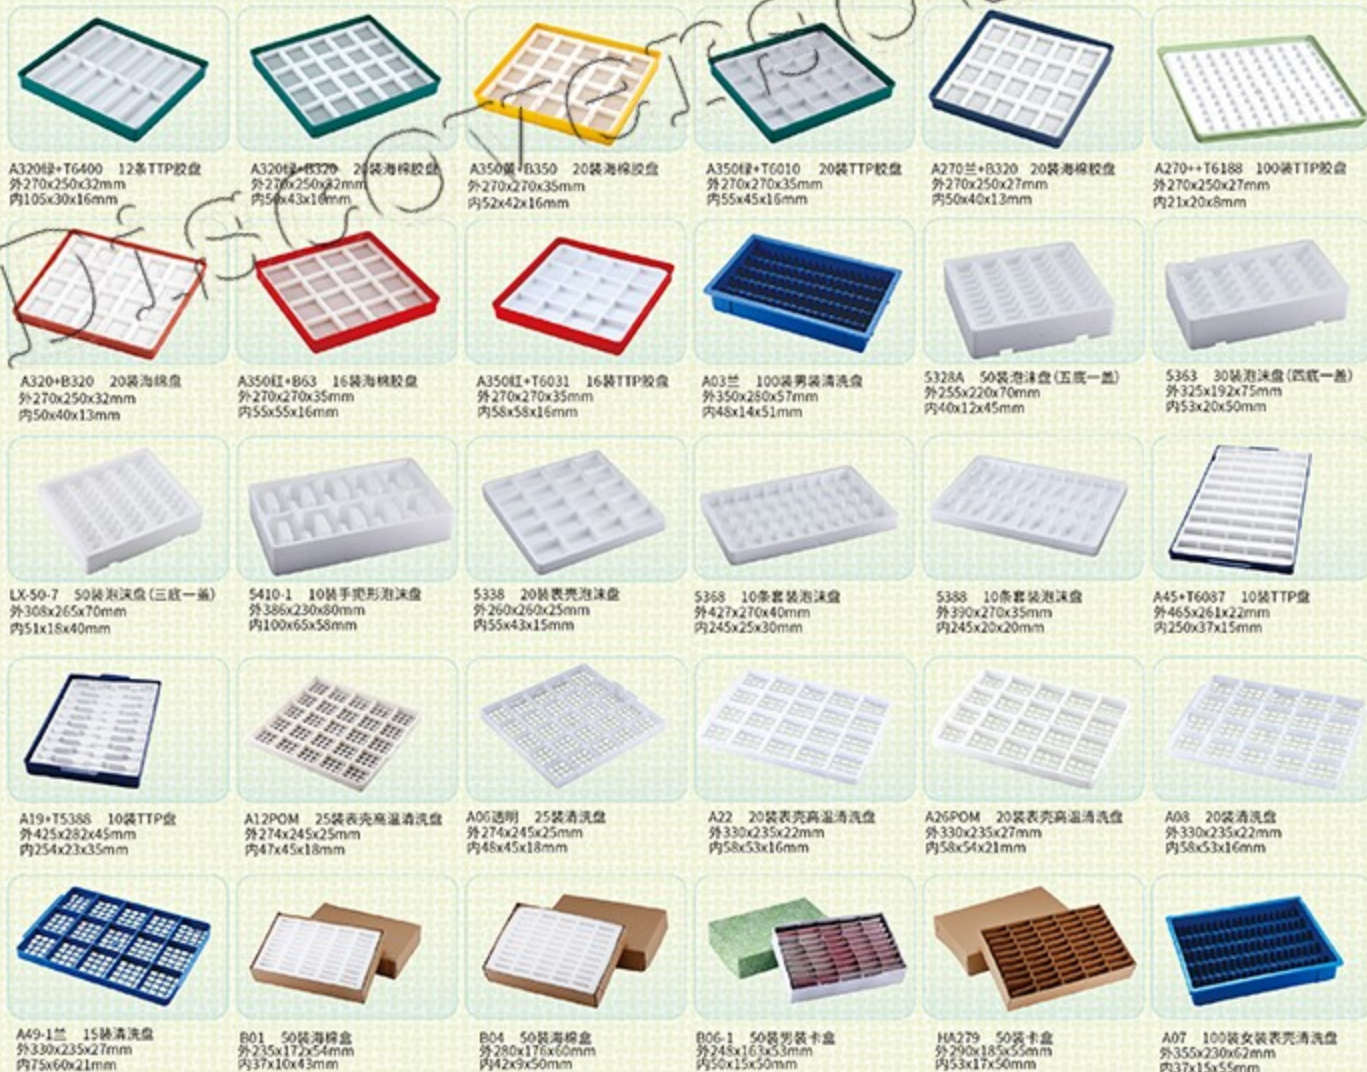 A320绿+T6400 12条TTP胶盘
外270x250x32mm
内105x30x16mm
A320绿+B320 20装海棉胶盘
外270x250x32mm
内50x43x16mm
A350黄+B350 20装海棉胶盘
外270x270x35mm
内52x42x16mm
A350绿+T6010 20装TTP胶盘
外270x270x35mm
内55x45x16mm
A270兰+B320 20装海棉胶盘
外270x250x27mm
内50x40x13mm
A270++T6188 100装TTP胶盘
外270x250x27mm
内21x20x8mm
A320+B320 20装海绵盘
外270x250x32mm
内50x40x13mm
A350红+B63 16装海棉胶盘
外270x270x35mm
内55x55x16mm
A350红+T6031 16装TTP胶盘
外270x270x35mm
内58x58x16mm
A03兰 100装男装清洗盘
外350x280x57mm
内48x14x51mm
5328A 50装泡沫盘(五底一盖)
外255x220x70mm
内40x12x45mm
5363 30装泡沫盘(四底一盖)
外325x192x75mm
内53x20x50mm
LX-50-7 50装泡沫盘(三底一盖)
外308x265x70mm
内51x18x40mm
5410-1 10装手扼形泡沫盘
外386x230x80mm
内100x65x58mm
5338 20装表壳泡沫盘
外260x260x25mm
内55x43x15mm
5368 10条套装泡沫盘
外427x270x40mm
内245x25x30mm
5388 10条套装泡沫盘
外390x270x35mm
内245x20x20mm
A45+T6087 10装TTP盘
外465x261x22mm
内250x37x15mm
A19+T5388 10装TTP盘
外425x282x45mm
内254x23x35mm
A12POM 25装表壳高温清洗盘
外274x245x25mm
内47x45x18mm
A06透明 25装清洗盘
外274x245x25mm
内48x45x18mm
A22 20装表壳高温清洗盘
外330x235x22mm
内58x53x16mm
A26POM 20装表壳高温清洗盘
外330x235x27mm
内58x54x21mm
A08 20装清洗盘
外330x235x22mm
内58x53x16mm
A49-1兰 15装清洗盘
外330x235x27mm
内75x60x21mm
B01 50装海棉盒
外235x172x54mm
内37x10x43mm
B04 50装海棉盒
外280x176x60mm
内42x9x50mm
B06-1 50装男装卡盒
外248x163x53mm
内50x15x50mm
HA279 50装卡盒
外290x185x55mm
内53x17x50mm
A07 100装女装表壳清洗盘
外355x230x62mm
内37x15x55mm